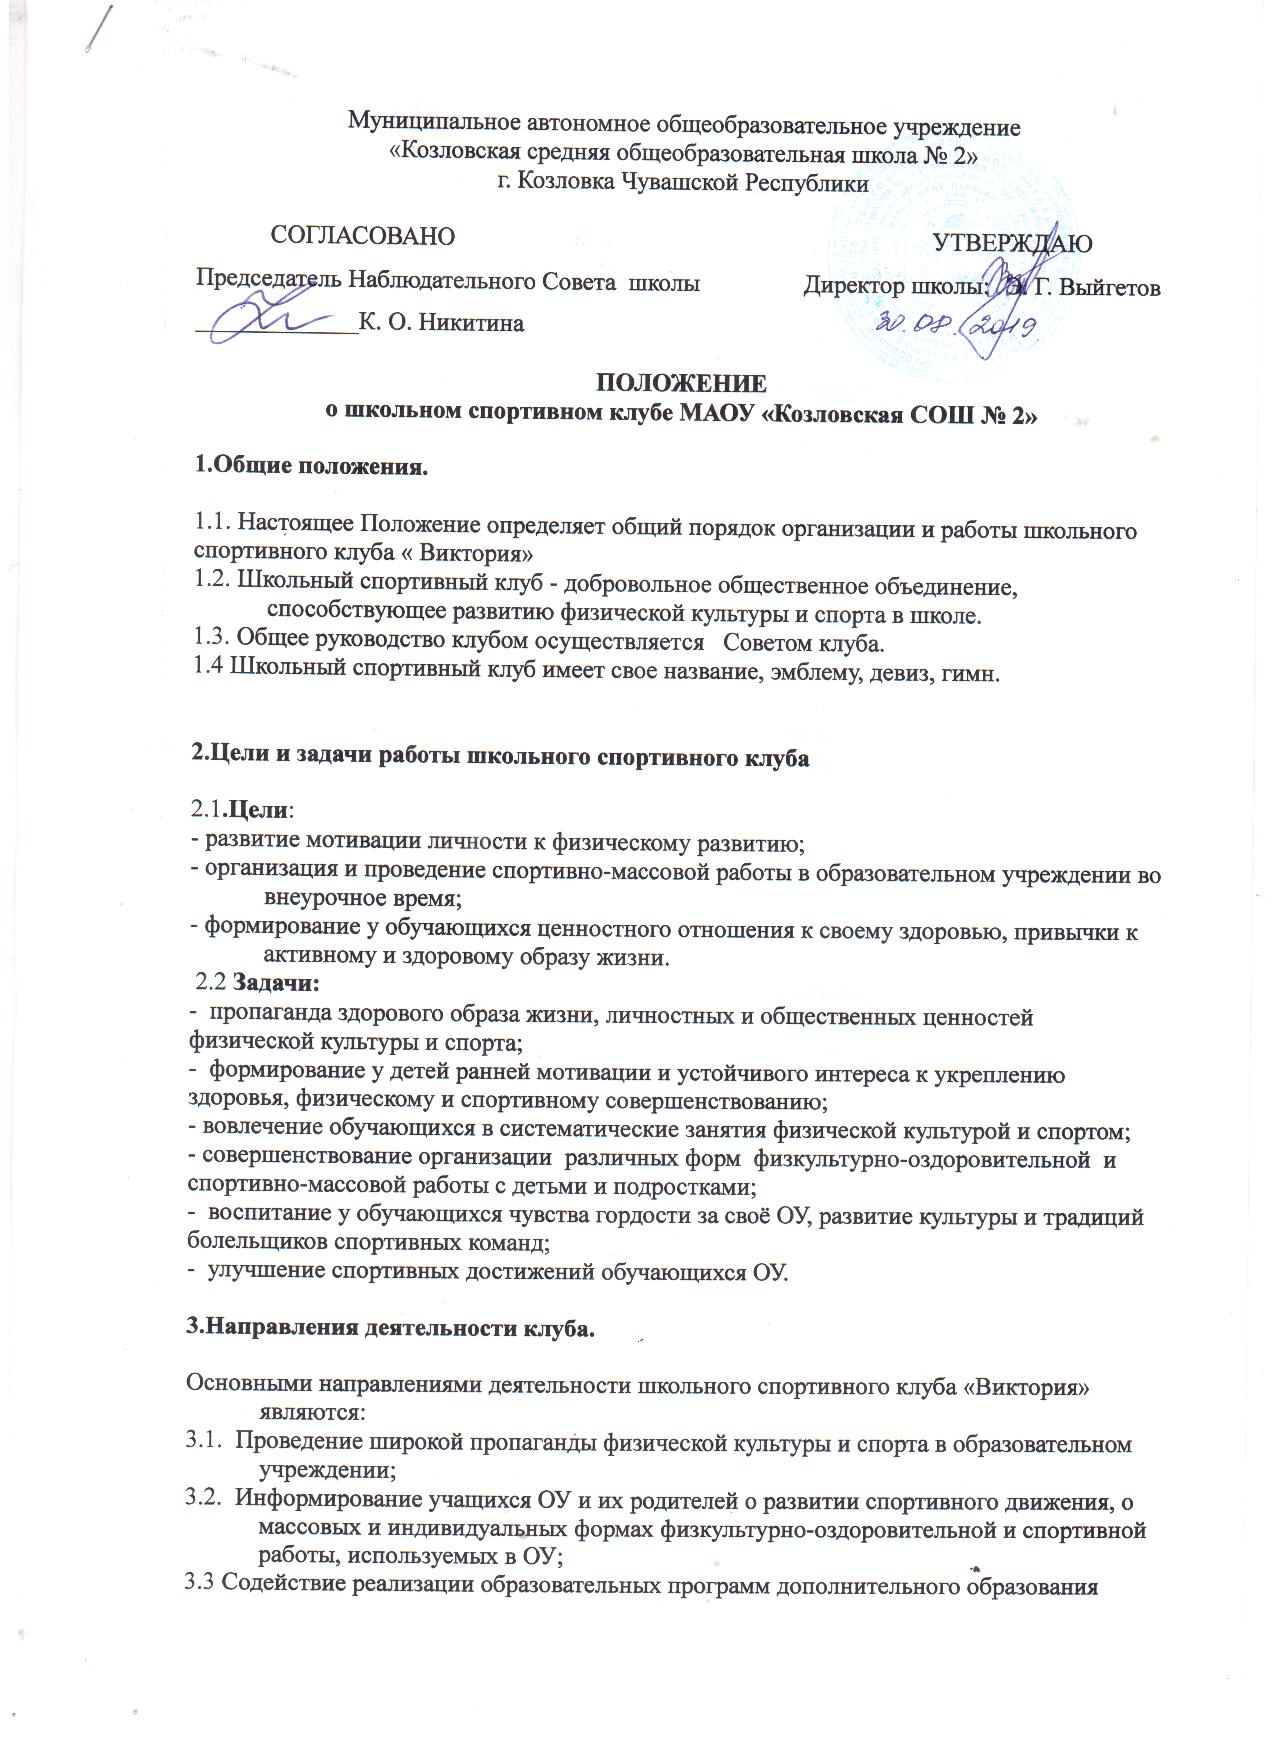 Муниципальное автономное общеобразовательное учреждение
«Козловская средняя общеобразовательная школа № 2»
г. Козловка Чувашской Республики
СОГЛАСОВАНО
УТВЕРЖДАЮ
Председатель Наблюдательного Совета школы
Директор школы: Г. Выйгетов
______________К. О. Никитина
30.08.2019
ПОЛОЖЕНИЕ
о школьном спортивном клубе МАОУ «Козловская СОШ № 2»
1.Общие положения.
1.1. Настоящее Положение определяет общий порядок организации и работы школьного
спортивного клуба « Виктория»
1.2. Школьный спортивный клуб - добровольное общественное объединение,
способствующее развитию физической культуры и спорта в школе.
1.3. Общее руководство клубом осуществляется Советом клуба.
1.4 Школьный спортивный клуб имеет свое название, эмблему, девиз, гимн.
2.Цели и задачи работы школьного спортивного клуба
2.1.Цели:
- развитие мотивации личности к физическому развитию;
- организация и проведение спортивно-массовой работы в образовательном учреждении во
внеурочное время;
- формирование у обучающихся ценностного отношения к своему здоровью, привычки к
активному и здоровому образу жизни.
2.2 Задачи:
- пропаганда здорового образа жизни, личностных и общественных ценностей
физической культуры и спорта;
- формирование у детей ранней мотивации и устойчивого интереса к укреплению
здоровья, физическому и спортивному совершенствованию;
- вовлечение обучающихся в систематические занятия физической культурой и спортом;
- совершенствование организации различных форм физкультурно-оздоровительной и
спортивно-массовой работы с детьми и подростками;
- воспитание у обучающихся чувства гордости за своё ОУ, развитие культуры и традиций
болельщиков спортивных команд;
- улучшение спортивных достижений обучающихся ОУ.
3.Направления деятельности клуба.
Основными направлениями деятельности школьного спортивного клуба «Виктория»
являются:
3.1. Проведение широкой пропаганды физической культуры и спорта в образовательном
учреждении;
3.2. Информирование учащихся ОУ и их родителей о развитии спортивного движения, о
массовых и индивидуальных формах физкультурно-оздоровительной и спортивной
работы, используемых в ОУ;
3.3 Содействие реализации образовательных программ дополнительного образования